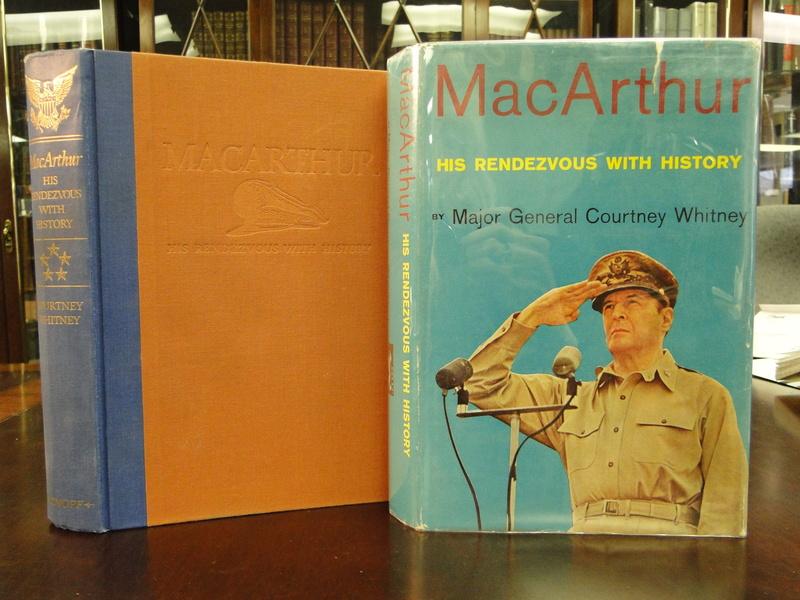 MacArthur
HIS
RENDEZVOUS
WITH
HISTORY
COURTNEY
WHITNEY
KNOPF
MACARTHUR
HIS RENDEZVOUS WITH HISTORY
MacArthur HIS RENDEZVOUS WITH HISTORY
MacArthur
HIS RENDEZVOUS WITH HISTORY
BY Major General Courtney Whitney